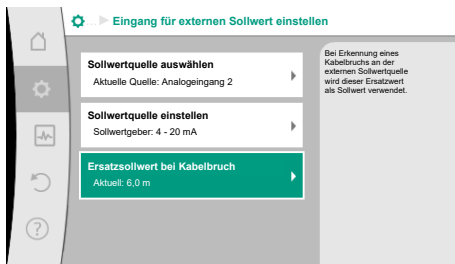 Eingang für externen Sollwert einstellen
Sollwertquelle auswählen
Aktuelle Quelle: Analogeingang 2
Sollwertquelle einstellen
Sollwertgeber: 4 - 20 mA
Ersatzsollwert bei Kabelbruch
Aktuell: 6,0 m
Bei Erkennung eines
Kabelbruchs an der
externen Sollwertquelle
wird dieser Ersatzwert
als Sollwert verwendet.
?